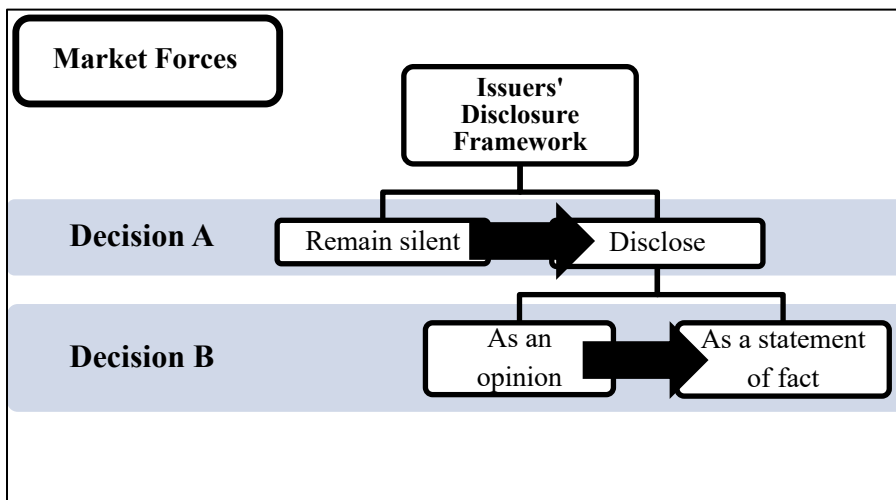 Market Forces
Issuers'
Disclosure
Framework
Decision A
Remain silent
Disclose
Decision B
As an
opinion
As a statement
of fact